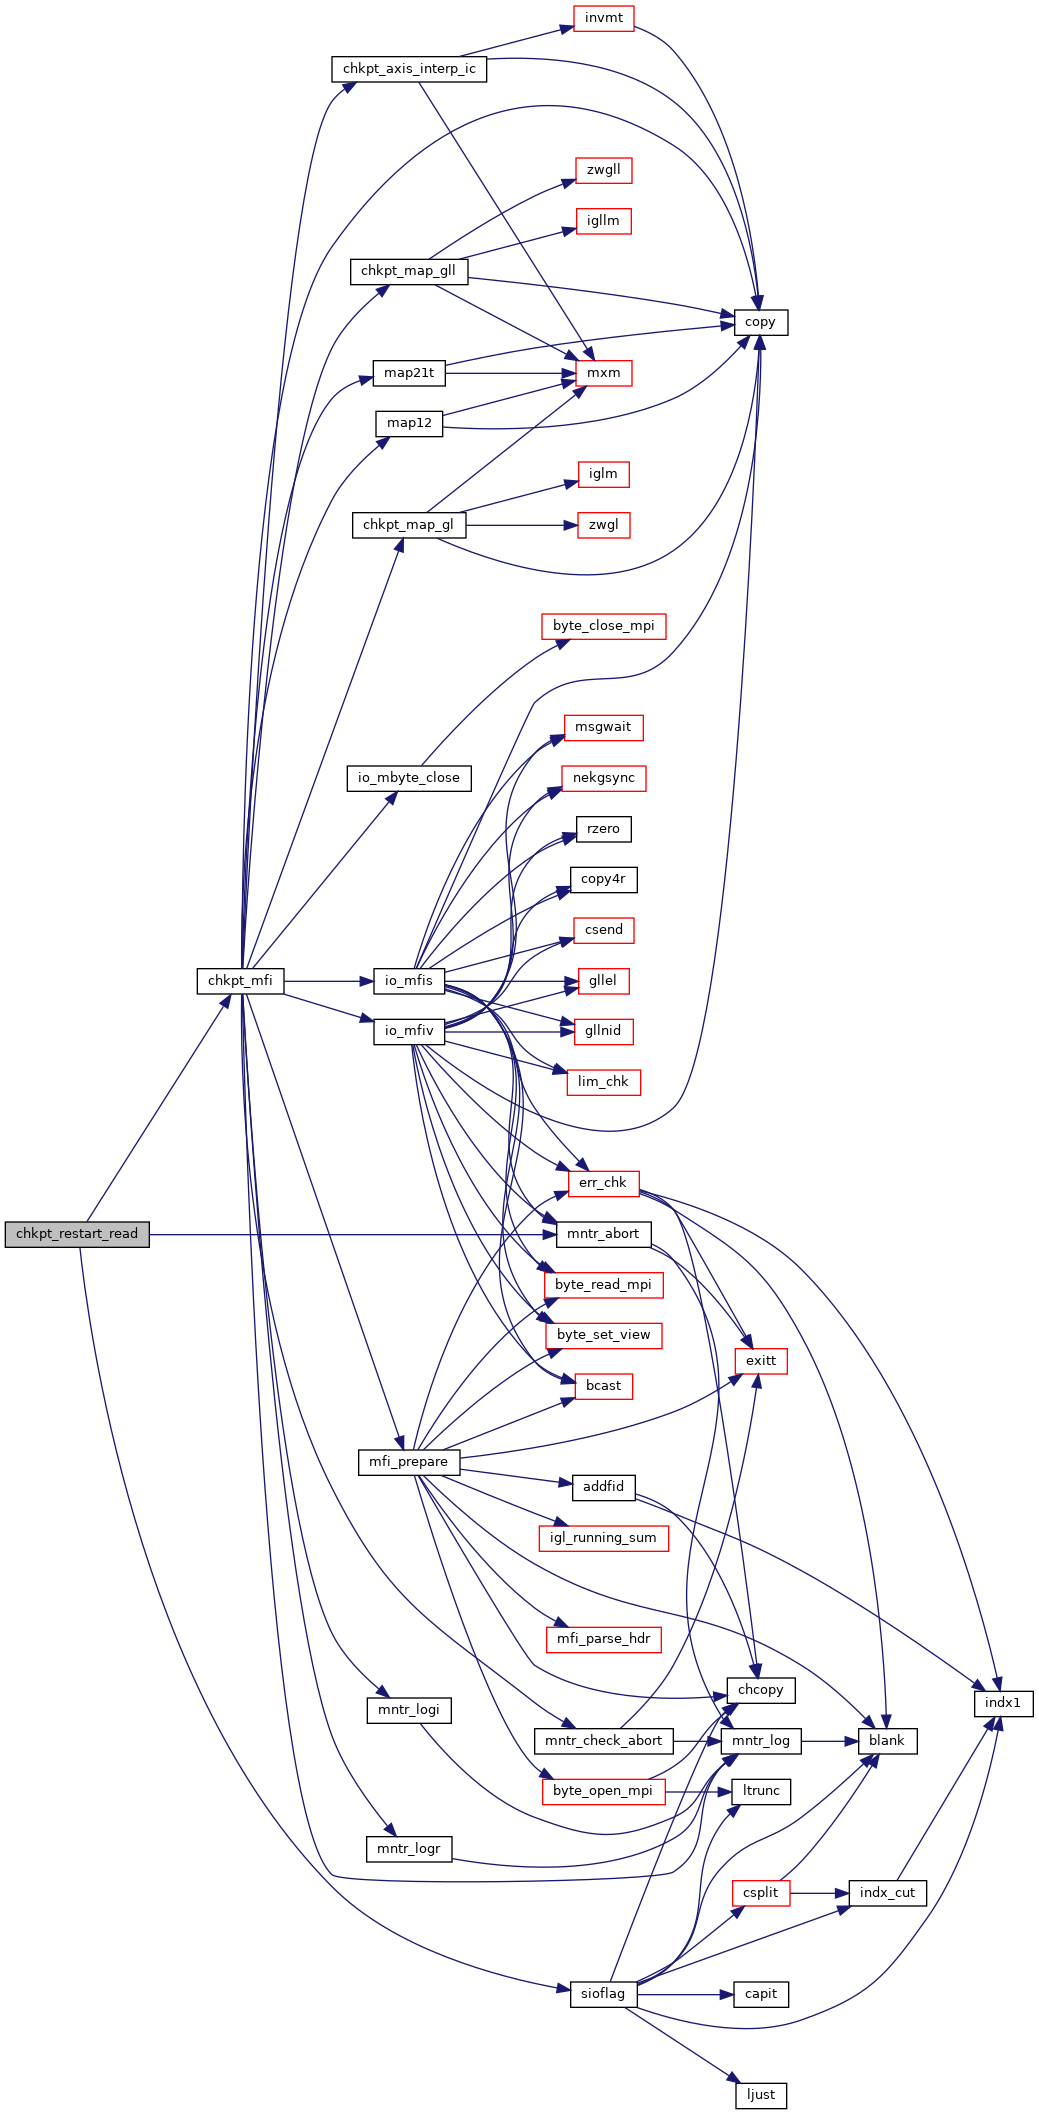 invmt
chkpt_axis_interp_ic
zwgll
igllm
chkpt_map_gll
copy
map21t
mxm
map12
iglm
chkpt_map_gl
zwgl
byte_close_mpi
msgwait
io_mbyte_close
nekgsync
rzero
copy4r
csend
chkpt_mfi
io_mfis
gllel
io_mfiv
gllnid
lim_chk
err_chk
chkpt_restart_read
mntr_abort
byte_read_mpi
byte_set_view
exitt
bcast
mfi_prepare
addfid
igl_running_sum
mfi_parse_hdr
chcopy
indx1
mntr_logi
mntr_check_abort
mntr_log
blank
byte_open_mpi
ltrunc
mntr_logr
csplit
indx_cut
sioflag
capit
ljust